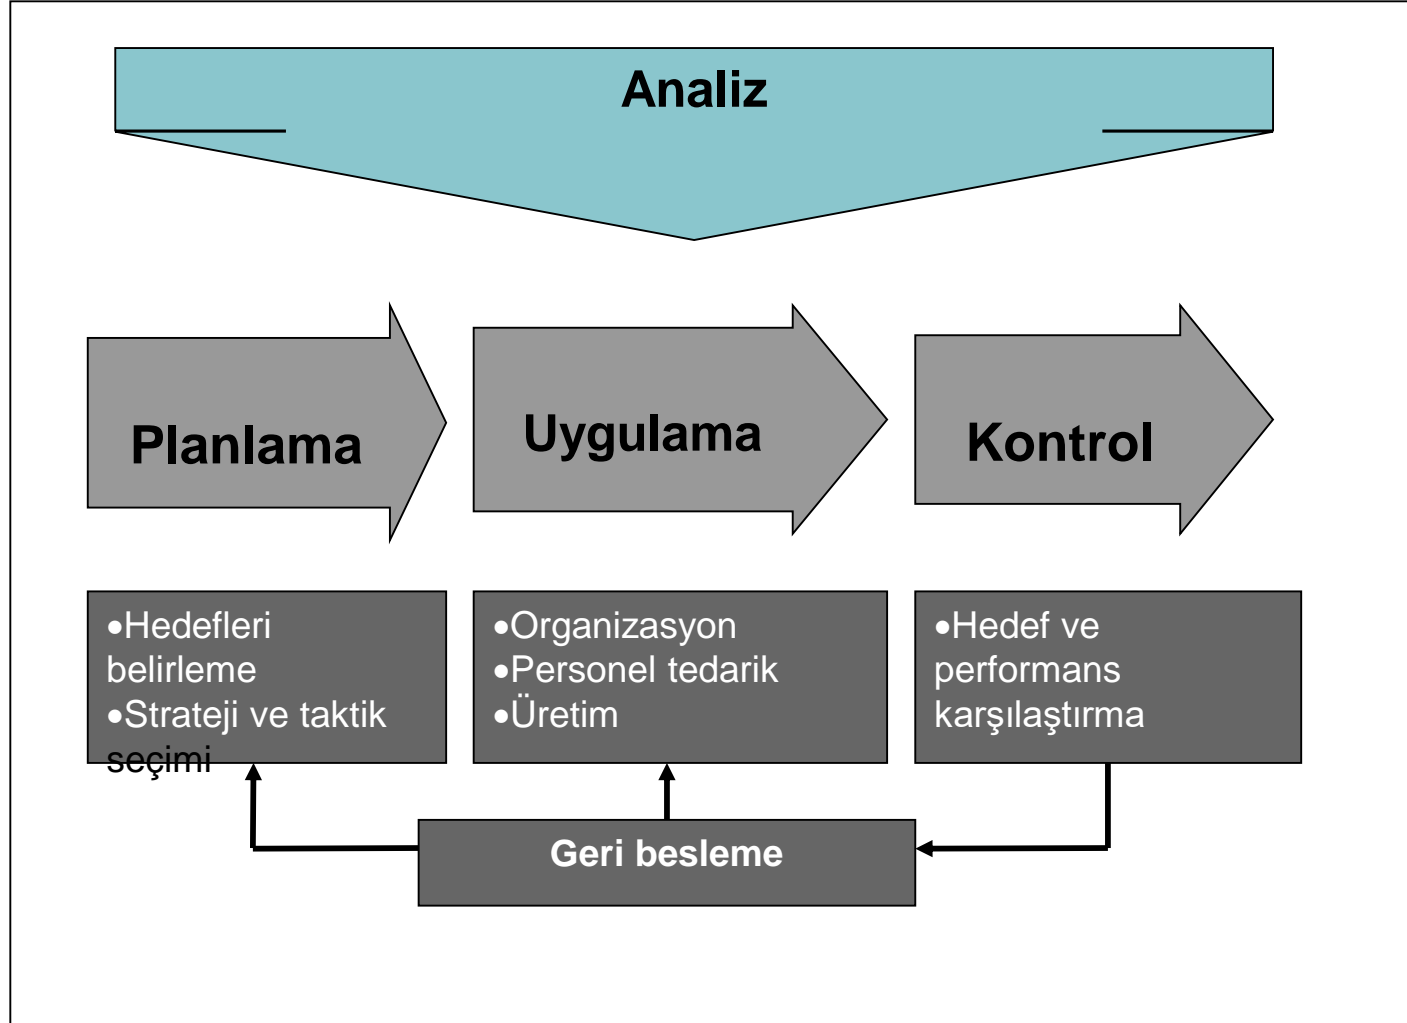 Analiz
Planlama
Uygulama
Kontrol
•Hedefleri
belirleme
•Strateji ve taktik
seçimi
•Organizasyon
•Personel tedarik
•Üretim
•Hedef ve
performans
karşılaştırma
Geri besleme